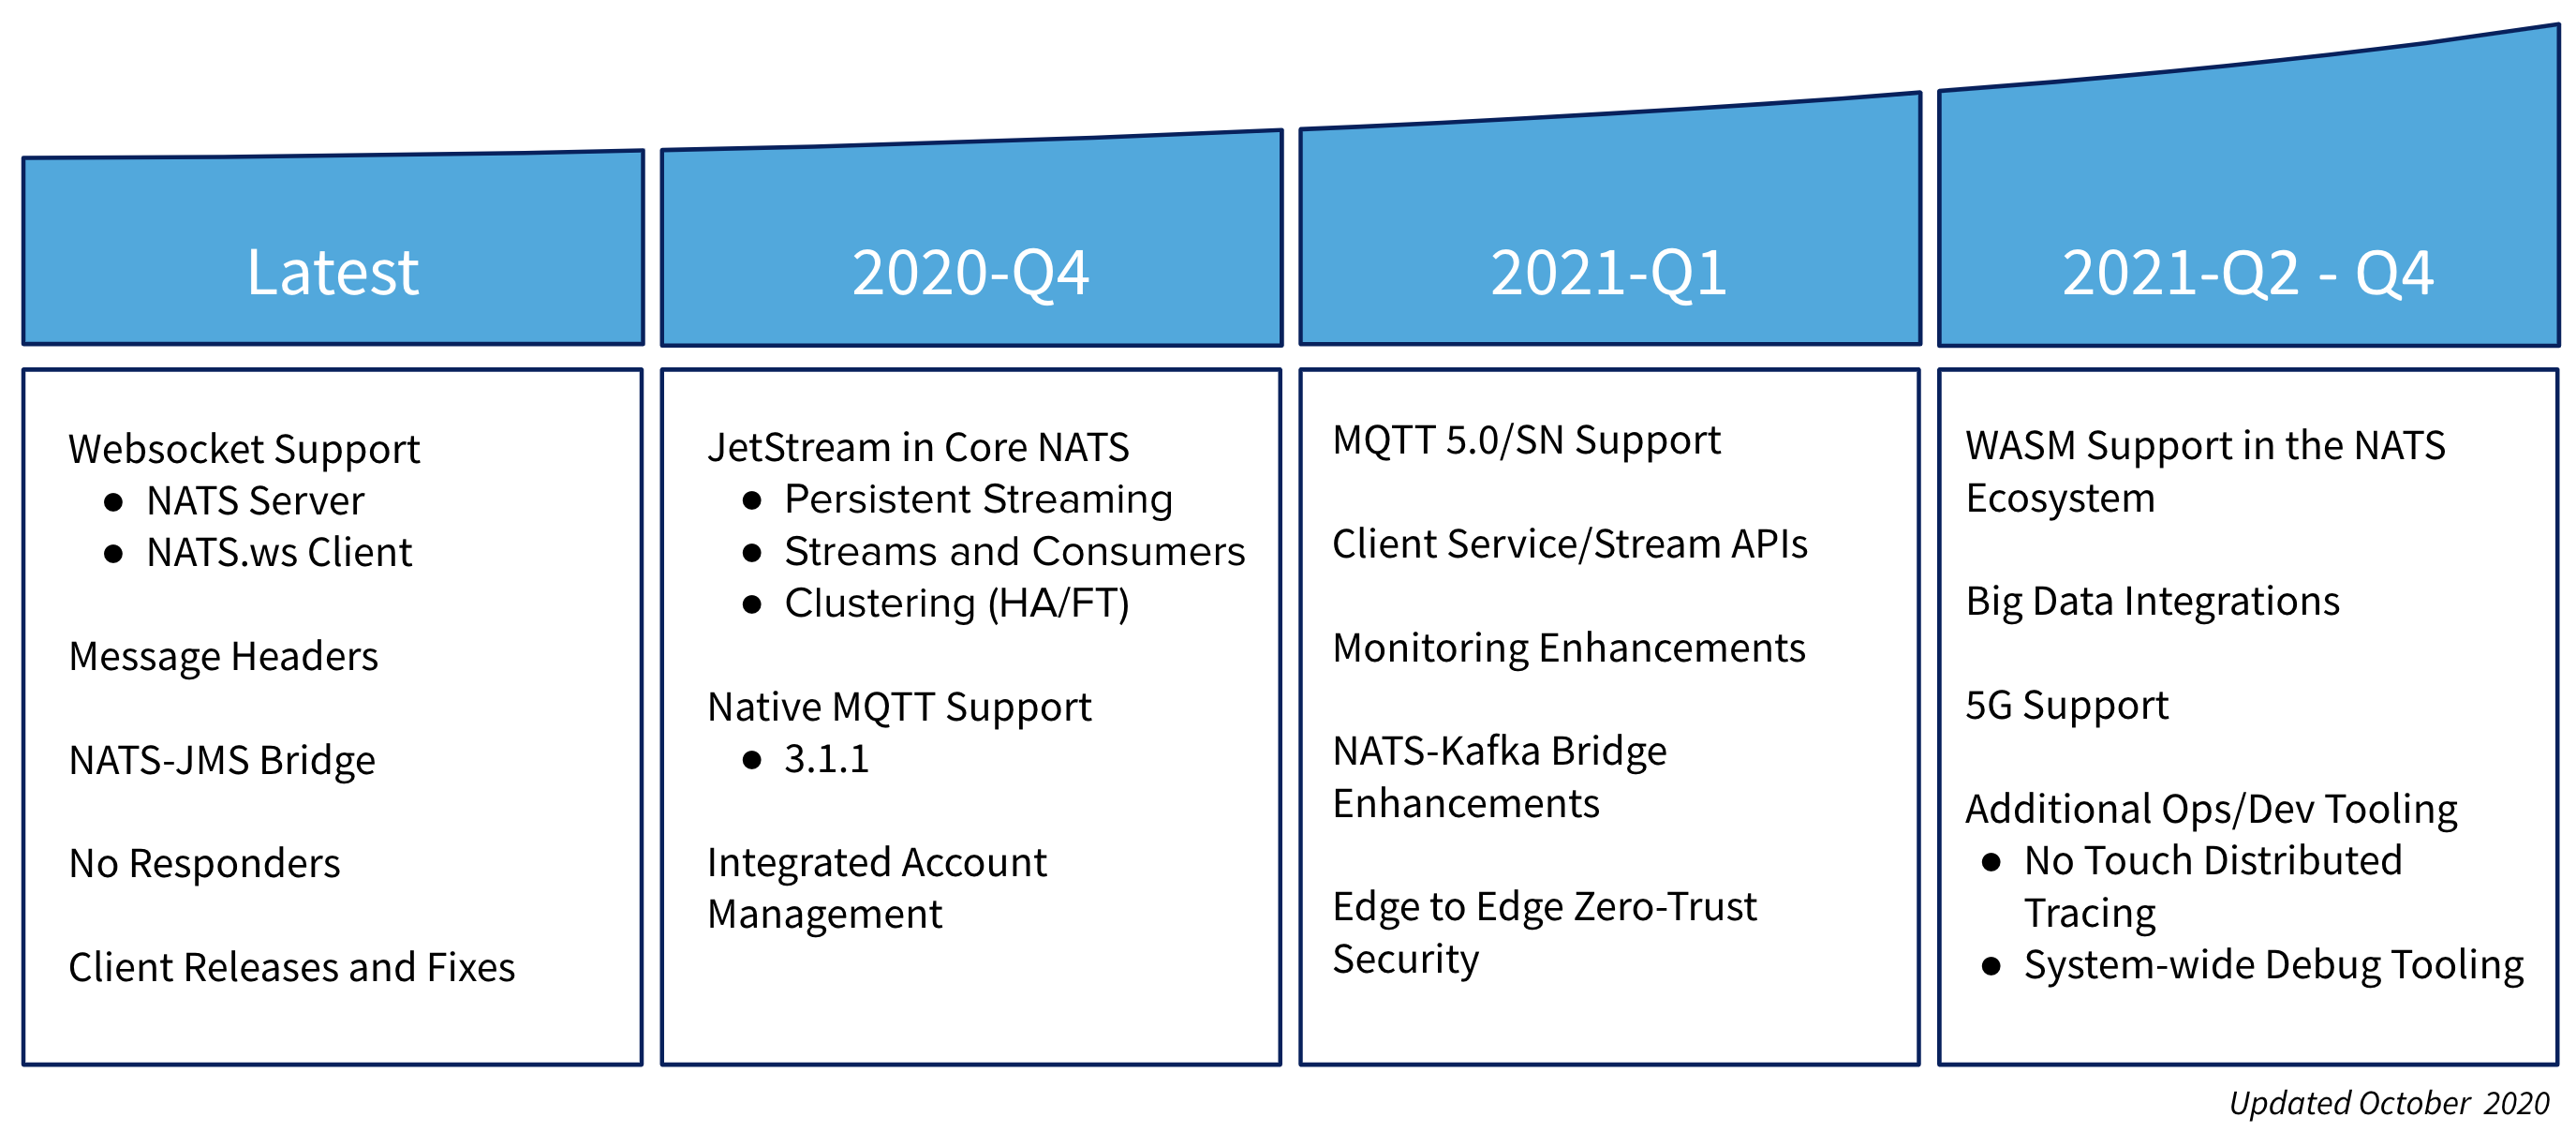 Latest
Websocket Support
● NATS Server
● NATS.ws Client
Message Headers
NATS-JMS Bridge
No Responders
Client Releases and Fixes
2020-Q4
JetStream in Core NATS
● Persistent Streaming
● Streams and Consumers
● Clustering (HA/FT)
Native MQTT Support
● 3.1.1
Integrated Account
Management
2021-Q1
MQTT 5.0/SN Support
Client Service/Stream APIs
Monitoring Enhancements
NATS-Kafka Bridge
Enhancements
Edge to Edge Zero-Trust
Security
2021-Q2 - Q4
WASM Support in the NATS
Ecosystem
Big Data Integrations
5G Support
Additional Ops/Dev Tooling
● No Touch Distributed
Tracing
● System-wide Debug Tooling
Updated October 2020